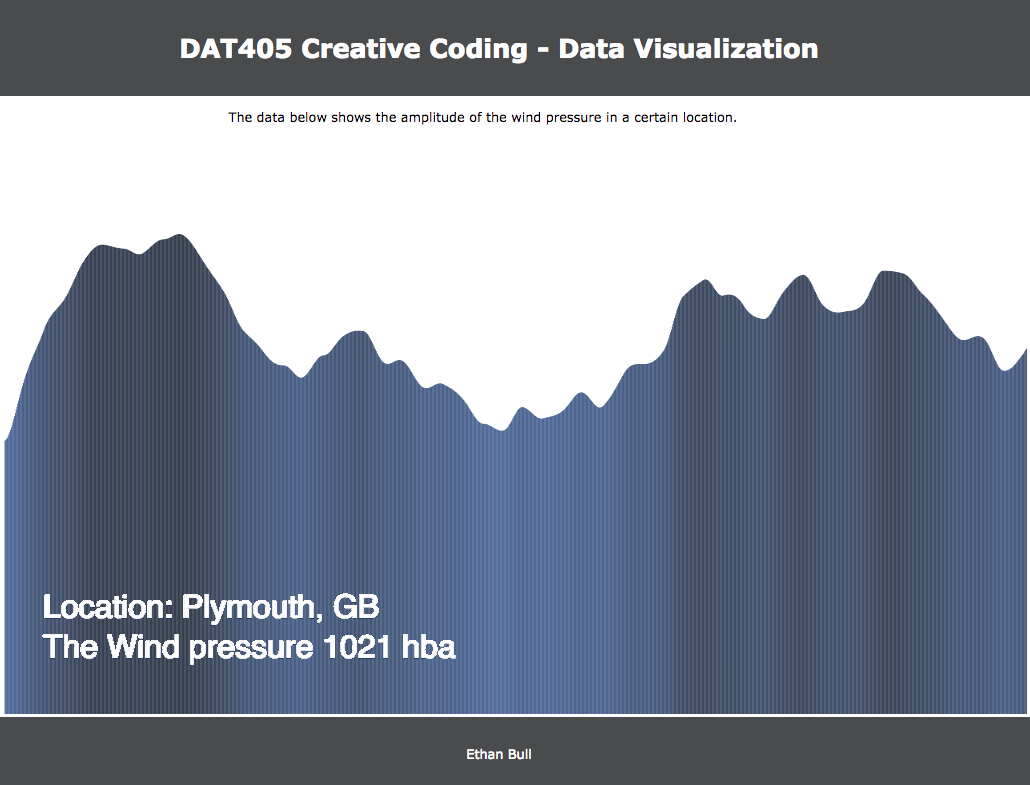 DAT405 Creative Coding - Data Visualization
The data below shows the amplitude of the wind pressure in a certain location.
Location: Plymouth, GB
The Wind pressure 1021 hba
Ethan Bull